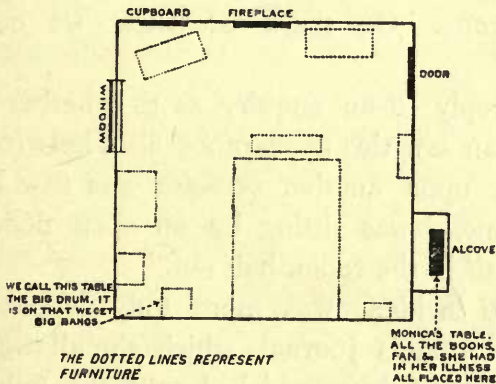 CUPBOARD
FIREPLACE
DOOR
WINDOW
ALCOVE
WE CALL THIS TABLE
THE BIG DRUM. IT
IS ON THAT WE GET
BIG BANGS
MONICA'S TABLE.
ALL THE BOOKS,
FAN &c SHE HAD
IN HER ILLNESS
ALL PLACED HERE
THE DOTTED LINES REPRESENT
FURNITURE